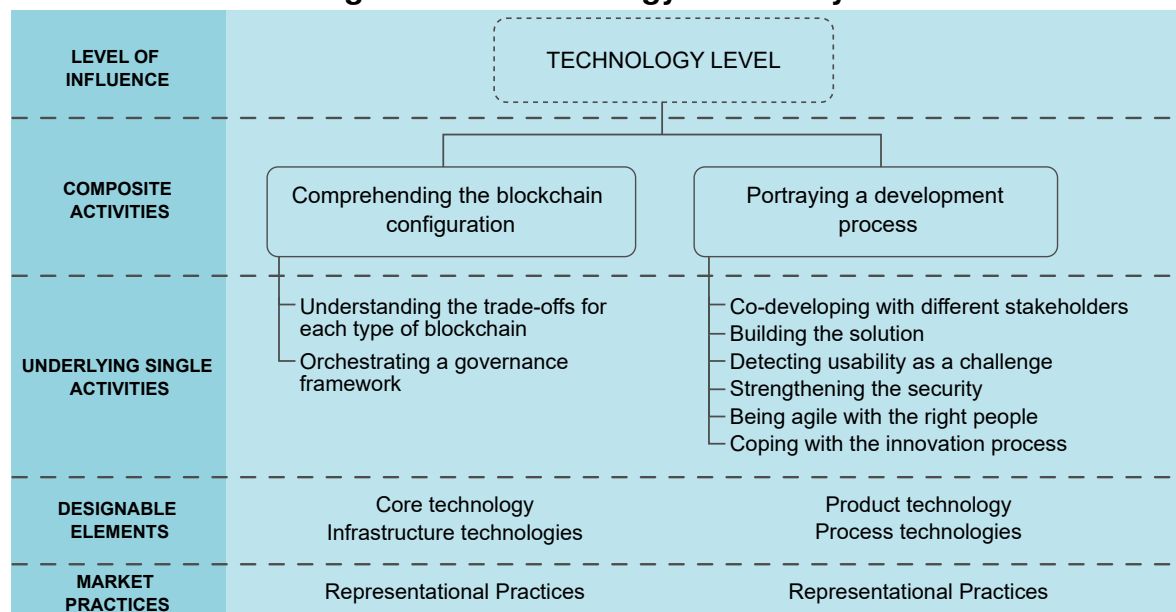 LEVEL OF
INFLUENCE
TECHNOLOGY LEVEL
COMPOSITE
ACTIVITIES
Comprehending the blockchain
configuration
Portraying a development
process
UNDERLYING SINGLE
ACTIVITIES
Understanding the trade-offs for
each type of blockchain
Orchestrating a governance
framework
Co-developing with different stakeholders
Building the solution
Detecting usability as a challenge
Strengthening the security
Being agile with the right people
Coping with the innovation process
DESIGNABLE
ELEMENTS
Core technology
Infrastructure technologies
Product technology
Process technologies
MARKET
PRACTICES
Representational Practices
Representational Practices